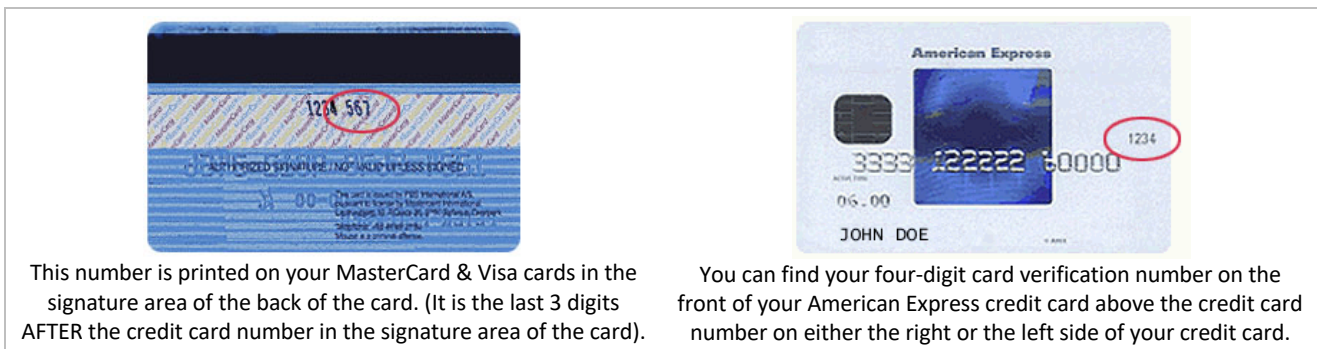 1234 567
AUTHORIZED SIGNATURE / NOT VALID UNLESS SIGNED
This number is printed on your MasterCard & Visa cards in the
signature area of the back of the card. (It is the last 3 digits
AFTER the credit card number in the signature area of the card).
American Express
1234
3333 122222 60000
06.00
JOHN DOE
You can find your four-digit card verification number on the
front of your American Express credit card above the credit card
number on either the right or the left side of your credit card.